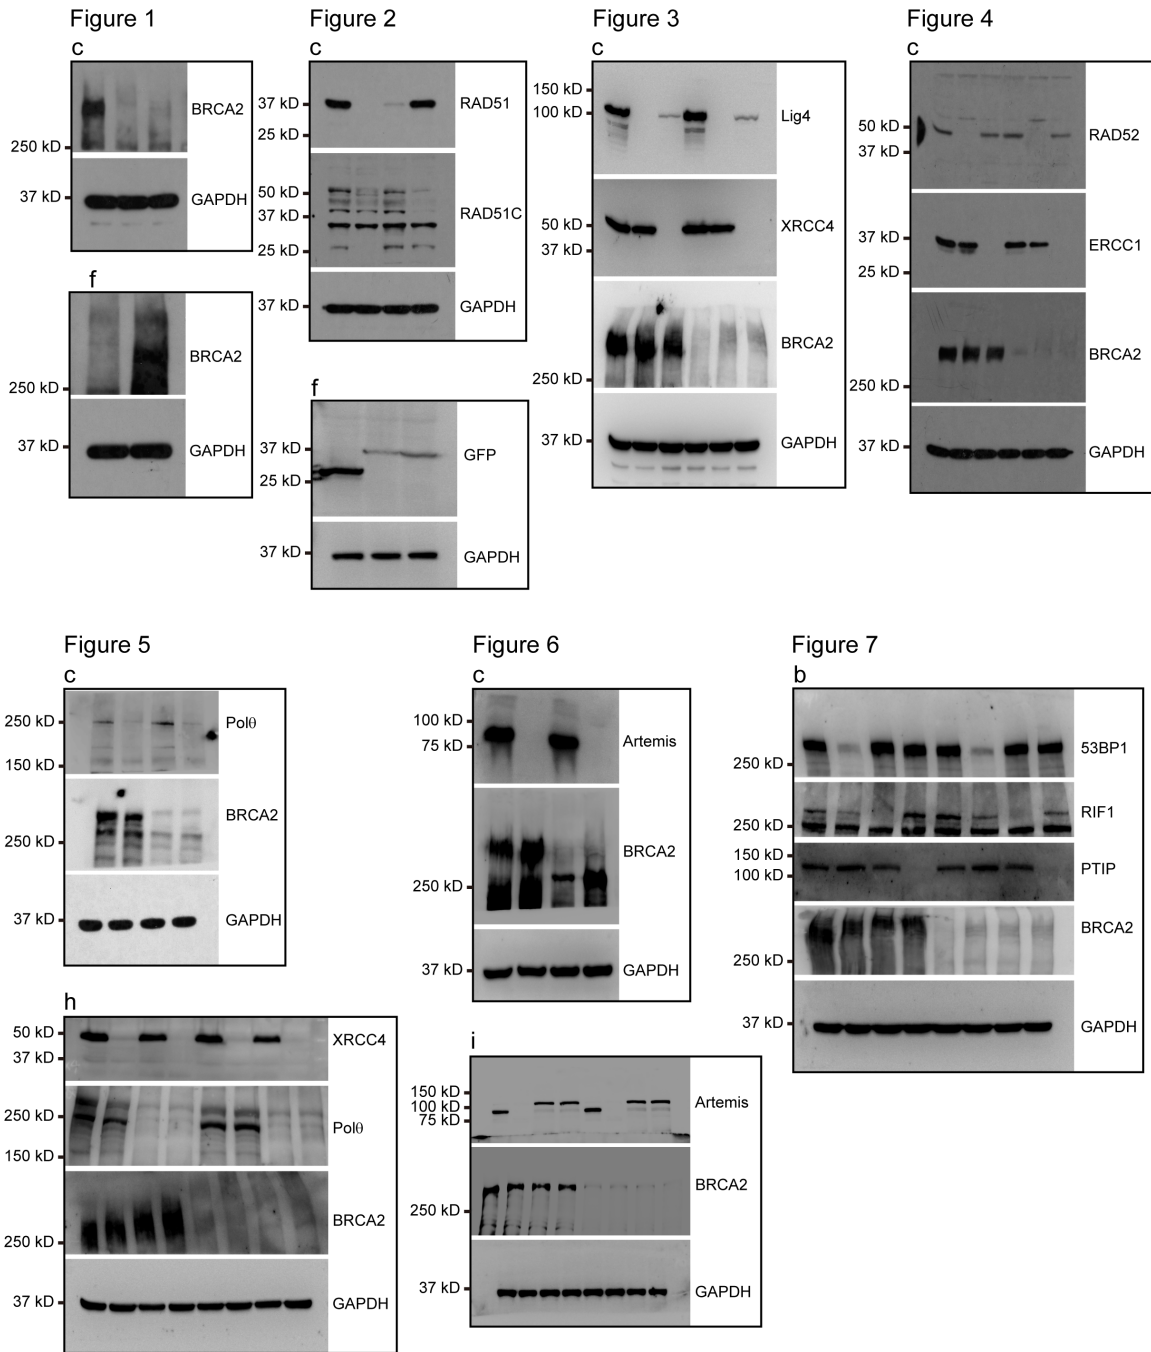 Figure 1
c
BRCA2
250 kD
37 kD
GAPDH
f
BRCA2
250 kD
37 kD
GAPDH
Figure 2
c
37 kD
RAD51
25 kD
50 kD
37 kD
RAD51C
25 kD
37 kD
GAPDH
f
37 kD
GFP
25 kD
37 kD
GAPDH
Figure 3
c
150 kD
100 kD
Lig4
50 kD
XRCC4
37 kD
BRCA2
250 kD
37 kD
GAPDH
Figure 4
c
50 kD
RAD52
37 kD
37 kD
ERCC1
25 kD
BRCA2
250 kD
37 kD
GAPDH
Figure 5
c
250 kD
Polθ
150 kD
BRCA2
250 kD
37 kD
GAPDH
h
50 kD
XRCC4
37 kD
250 kD
Polθ
150 kD
BRCA2
250 kD
37 kD
GAPDH
Figure 6
c
100 kD
Artemis
75 kD
BRCA2
250 kD
37 kD
GAPDH
i
150 kD
100 kD
Artemis
75 kD
BRCA2
250 kD
37 kD
GAPDH
Figure 7
b
53BP1
250 kD
RIF1
250 kD
150 kD
PTIP
100 kD
BRCA2
250 kD
37 kD
GAPDH